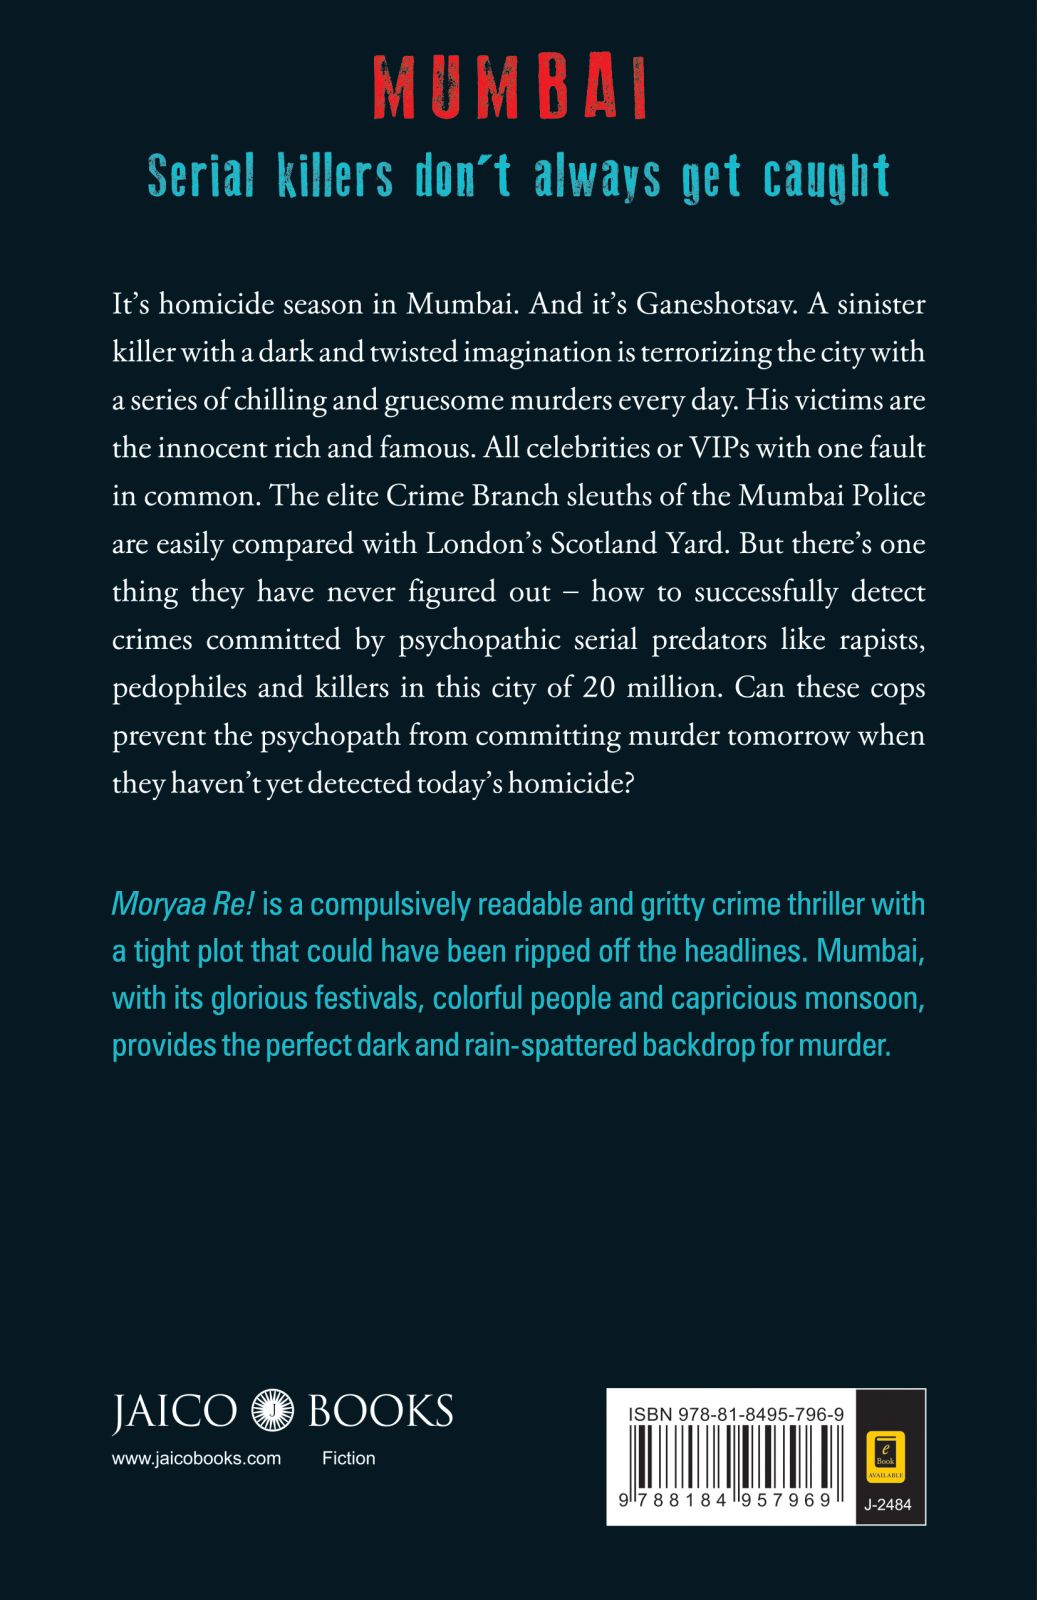 MUMBAI
Serial killers don't always get caught
It's homicide season in Mumbai. And it's Ganeshotsav. A sinister
killer with a dark and twisted imagination is terrorizing the city with
a series of chilling and gruesome murders every day. His victims are
the innocent rich and famous. All celebrities or VIPs with one fault
in common. The elite Crime Branch sleuths of the Mumbai Police
are easily compared with London's Scotland Yard. But there's one
thing they have never figured out – how to successfully detect
crimes committed by psychopathic serial predators like rapists,
pedophiles and killers in this city of 20 million. Can these cops
prevent the psychopath from committing murder tomorrow when
they haven't yet detected today's homicide?
Moryaa Re! is a compulsively readable and gritty crime thriller with
a tight plot that could have been ripped off the headlines. Mumbai,
with its glorious festivals, colorful people and capricious monsoon,
provides the perfect dark and rain-spattered backdrop for murder.
JAICO J BOOKS
www.jaicobooks.com Fiction
ISBN 978-81-8495-796-9
9 788184 957969
e
Book
AVAILABLE
J-2484